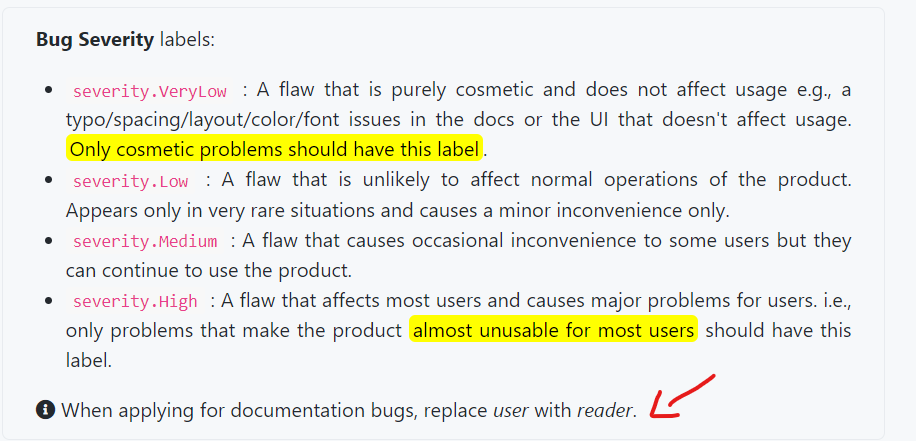 Bug Severity labels:
severity.VeryLow : A flaw that is purely cosmetic and does not affect usage e.g., a
typo/spacing/layout/color/font issues in the docs or the UI that doesn't affect usage.
Only cosmetic problems should have this label.
severity.Low : A flaw that is unlikely to affect normal operations of the product.
Appears only in very rare situations and causes a minor inconvenience only.
severity.Medium : A flaw that causes occasional inconvenience to some users but they
can continue to use the product.
severity.High : A flaw that affects most users and causes major problems for users. i.e.,
only problems that make the product almost unusable for most users should have this
label.
When applying for documentation bugs, replace user with reader.